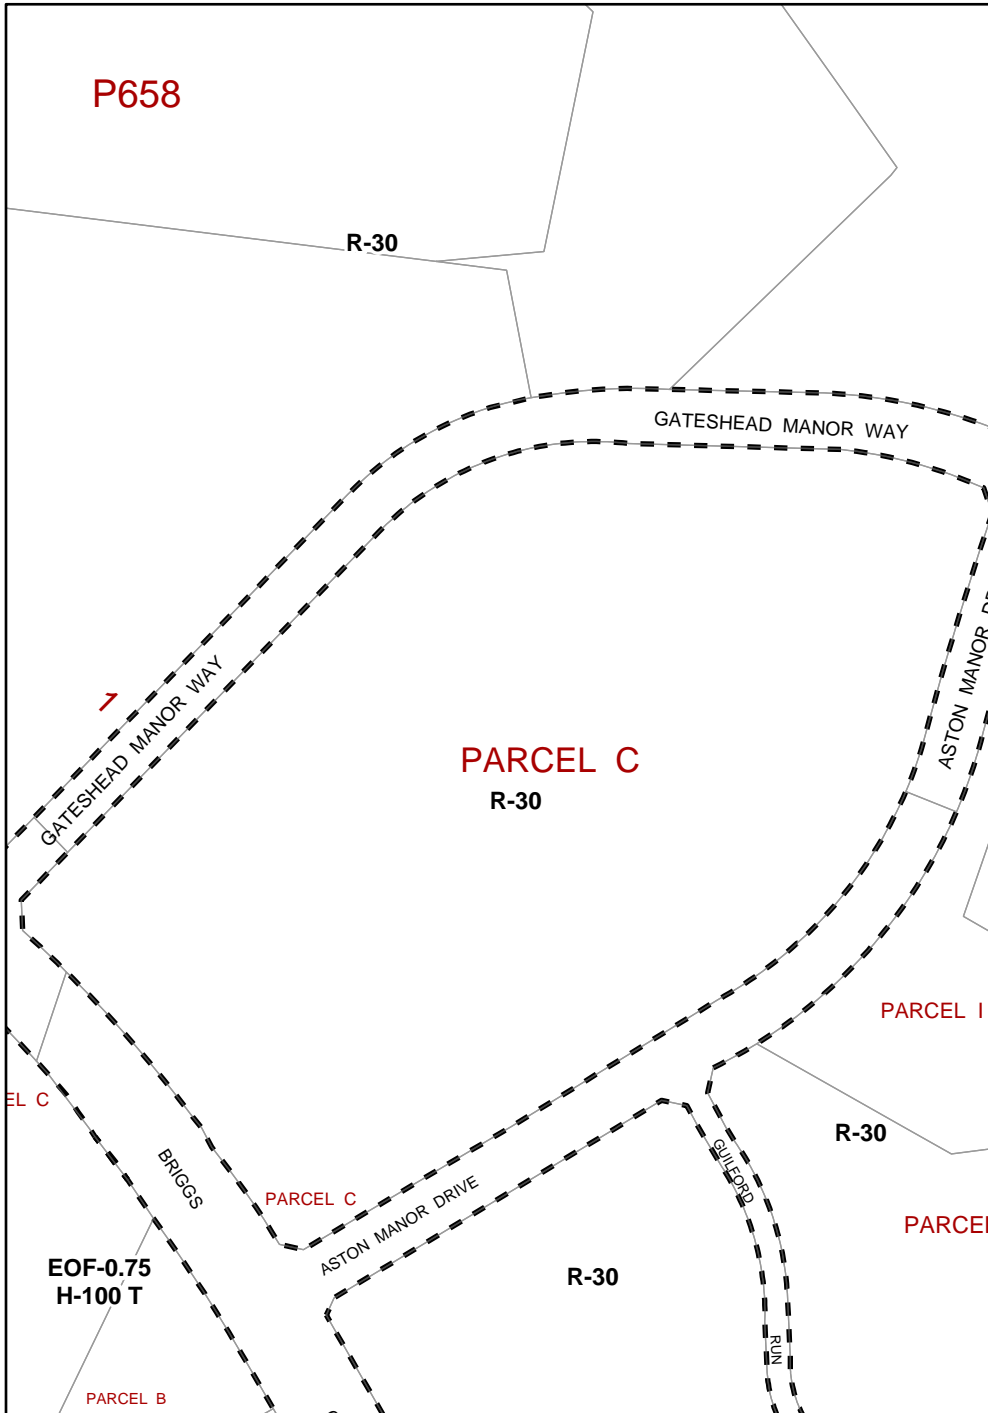 P658
R-30
GATESHEAD MANOR WAY
ASTON MANOR
GATESHEAD MANOR WAY
1
PARCEL C
R-30
PARCEL I
EL C
R-30
BRIGGS
GUILFORD
PARCEL C
ASTON MANOR DRIVE
PARCEL
EOF-0.75
H-100 T
R-30
RUN
PARCEL B